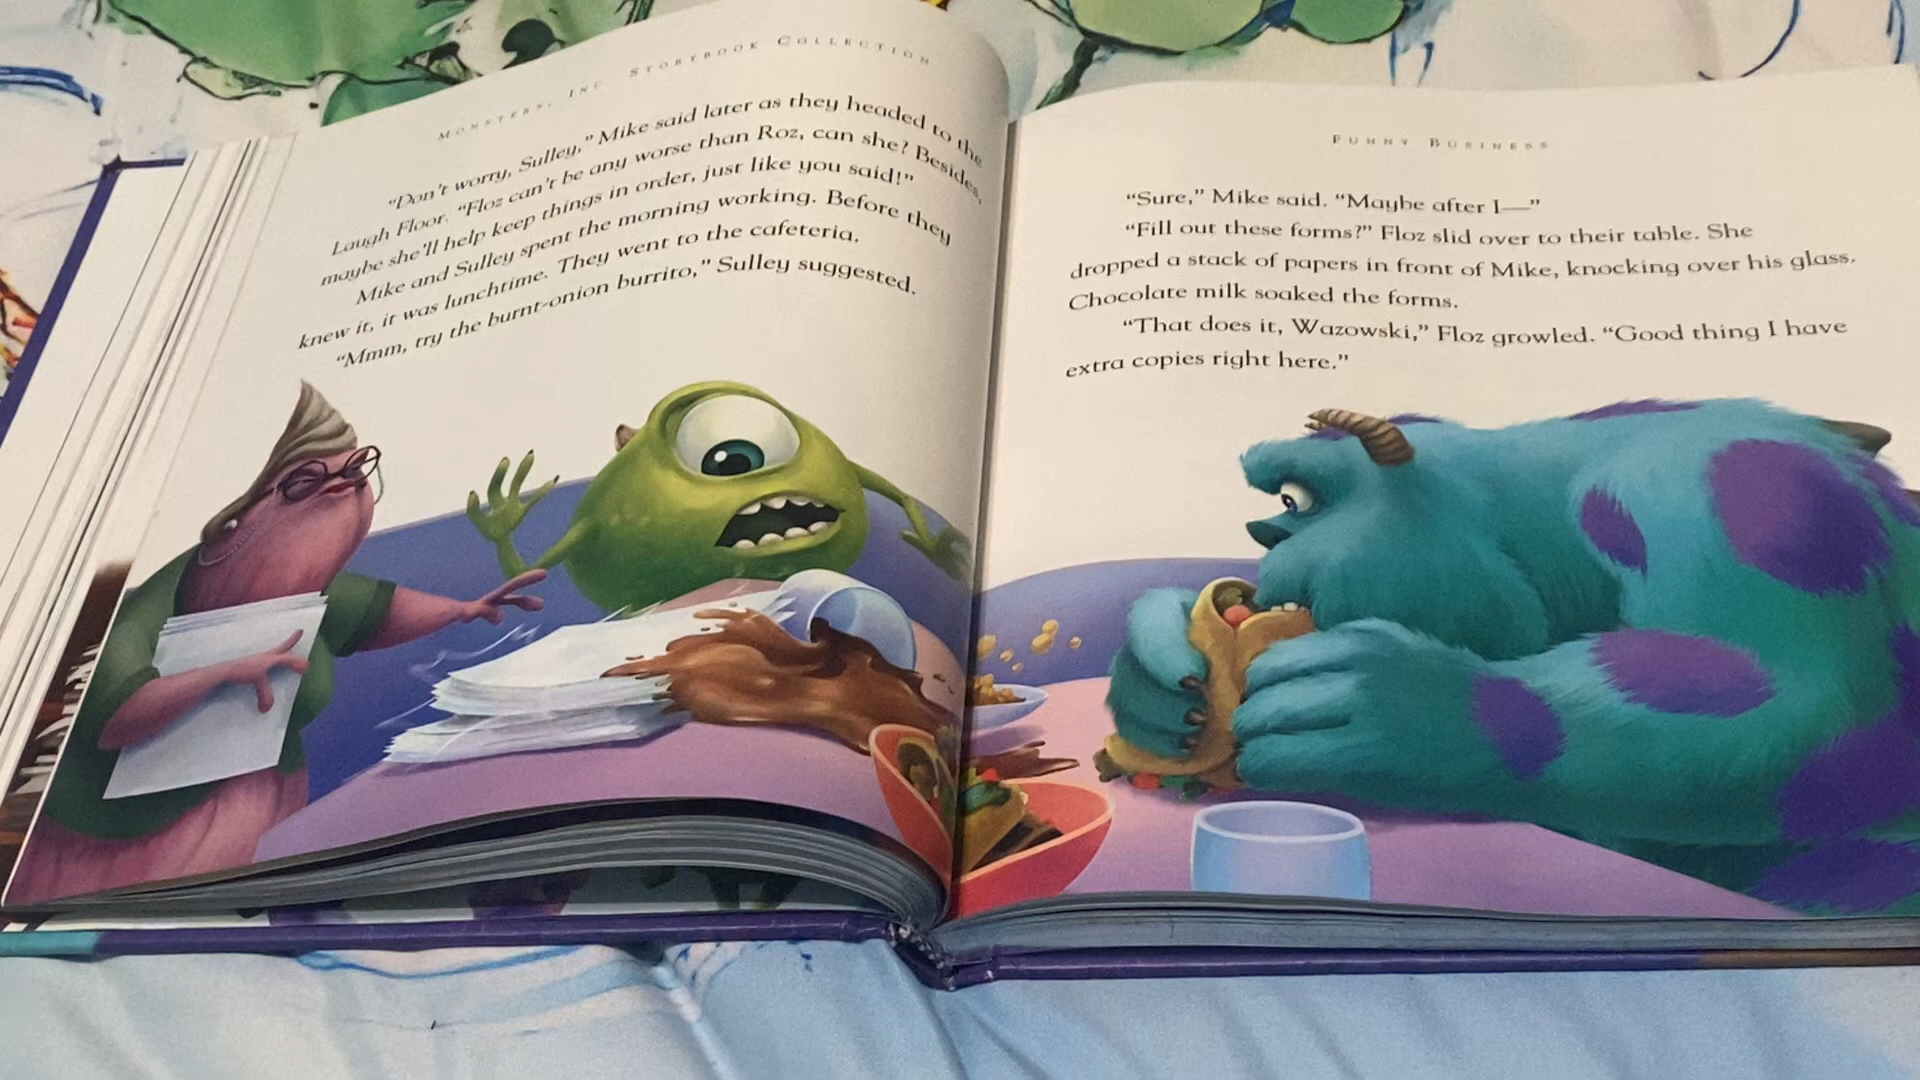 MONSTERS, INC. STORYBOOK COLLECTION
“Don’t worry, Sulley,” Mike said later as they headed to the
Laugh Floor. “Floz can’t be any worse than Roz, can she? Besides,
maybe she’ll help keep things in order, just like you said!”
Mike and Sulley spent the morning working. Before they
knew it, it was lunchtime. They went to the cafeteria.
“Mmm, try the burnt-onion burrito,” Sulley suggested.
FUNNY BUSINESS
“Sure,” Mike said. “Maybe after I—”
“Fill out these forms?” Floz slid over to their table. She
dropped a stack of papers in front of Mike, knocking over his glass.
Chocolate milk soaked the forms.
“That does it, Wazowski,” Floz growled. “Good thing I have
extra copies right here.”